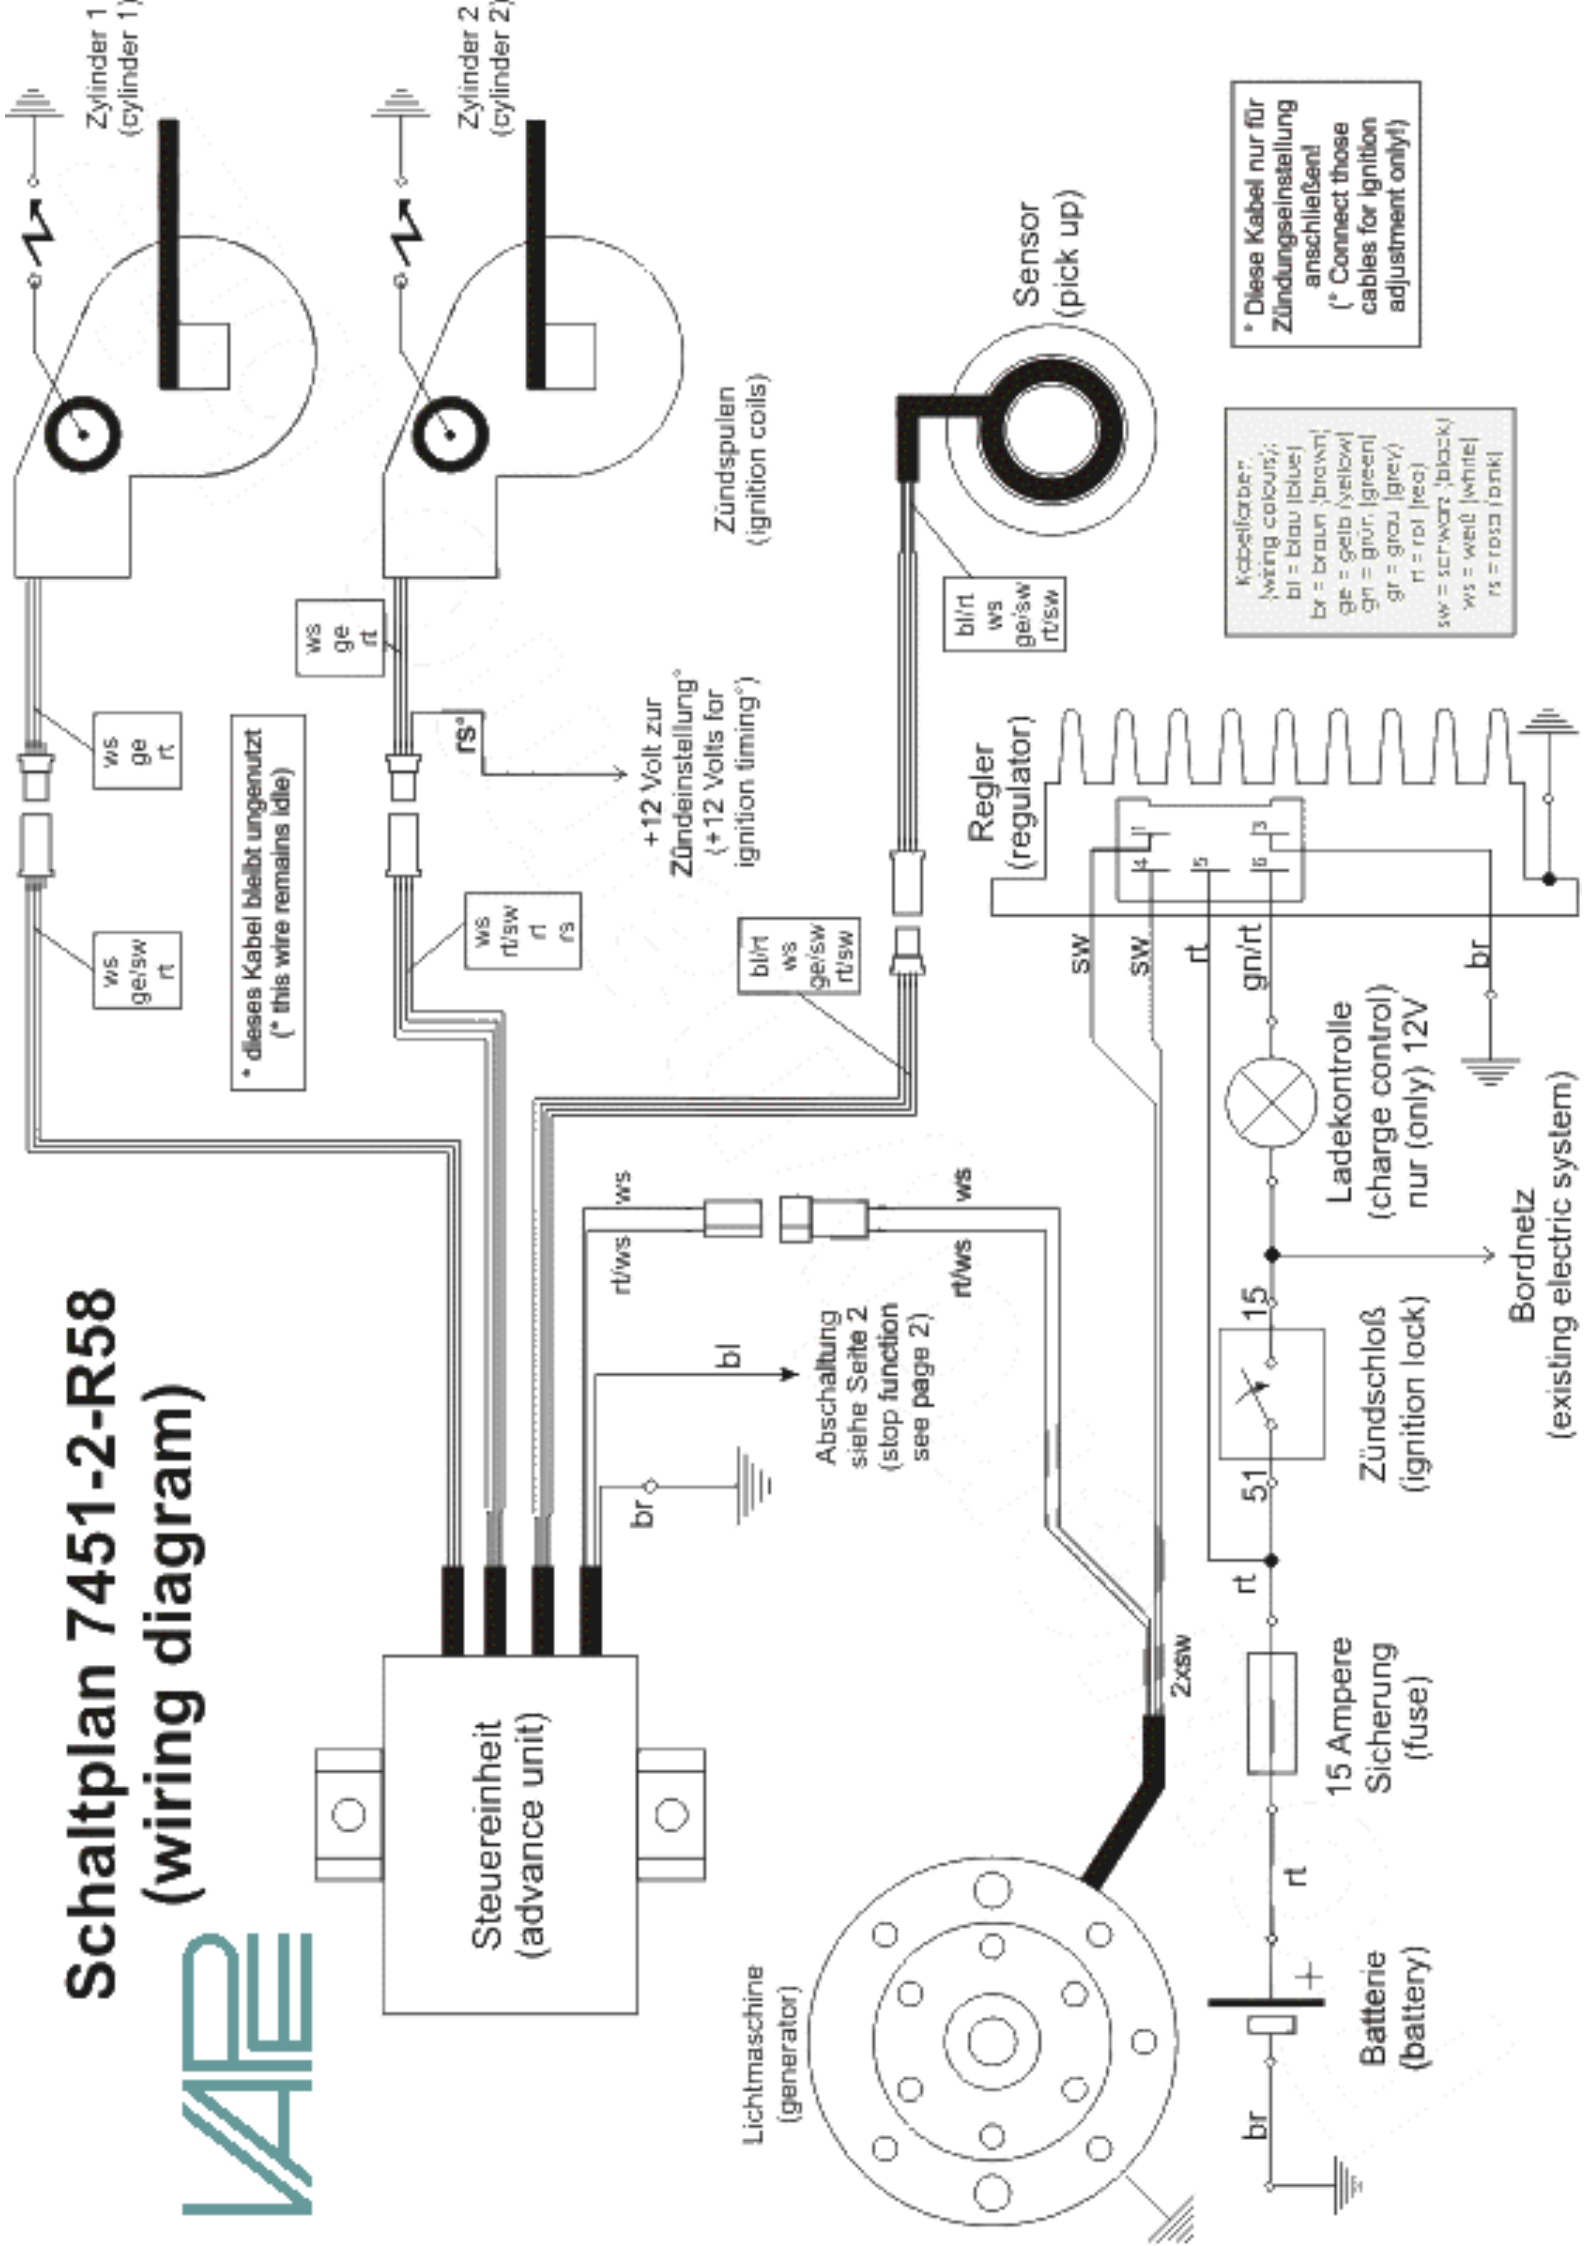 Schaltplan 7451-2-R58
(wiring diagram)
VAPE
Zylinder 1
(cylinder 1)
Zylinder 2
(cylinder 2)
ws
ge
rt
ws
ge/sw
rt
* dieses Kabel bleibt ungenutzt
(* this wire remains idle)
ws
ge
rt
rs°
ws
rt/sw
rt
rs
+12 Volt zur
Zündeinstellung°
(+12 Volts for
ignition timing°)
Zündspulen
(ignition coils)
Steuereinheit
(advance unit)
br
bl
Abschaltung
siehe Seite 2
(stop function
see page 2)
rt/ws
ws
rt/ws
ws
bl/rt
ws
ge/sw
rt/sw
bl/rt
ws
ge/sw
rt/sw
Sensor
(pick up)
° Diese Kabel nur für
Zündungseinstellung
anschließen!
(° Connect those
cables for ignition
adjustment only!)
Kabelfarben:
(wiring colours):
bl = blau (blue)
br = braun (brown)
ge = gelb (yellow)
gn = grün (green)
gr = grau (grey)
rt = rot (red)
sw = schwarz (black)
ws = weiß (white)
rs = rosa (pink)
Regler
(regulator)
1
4
5
6
3
sw
sw
rt
gn/rt
br
Lichtmaschine
(generator)
2xsw
br
Batterie
(battery)
+
rt
15 Ampere
Sicherung
(fuse)
rt
51
15
Zündschloß
(ignition lock)
Bordnetz
(existing electric system)
Ladekontrolle
(charge control)
nur (only) 12V